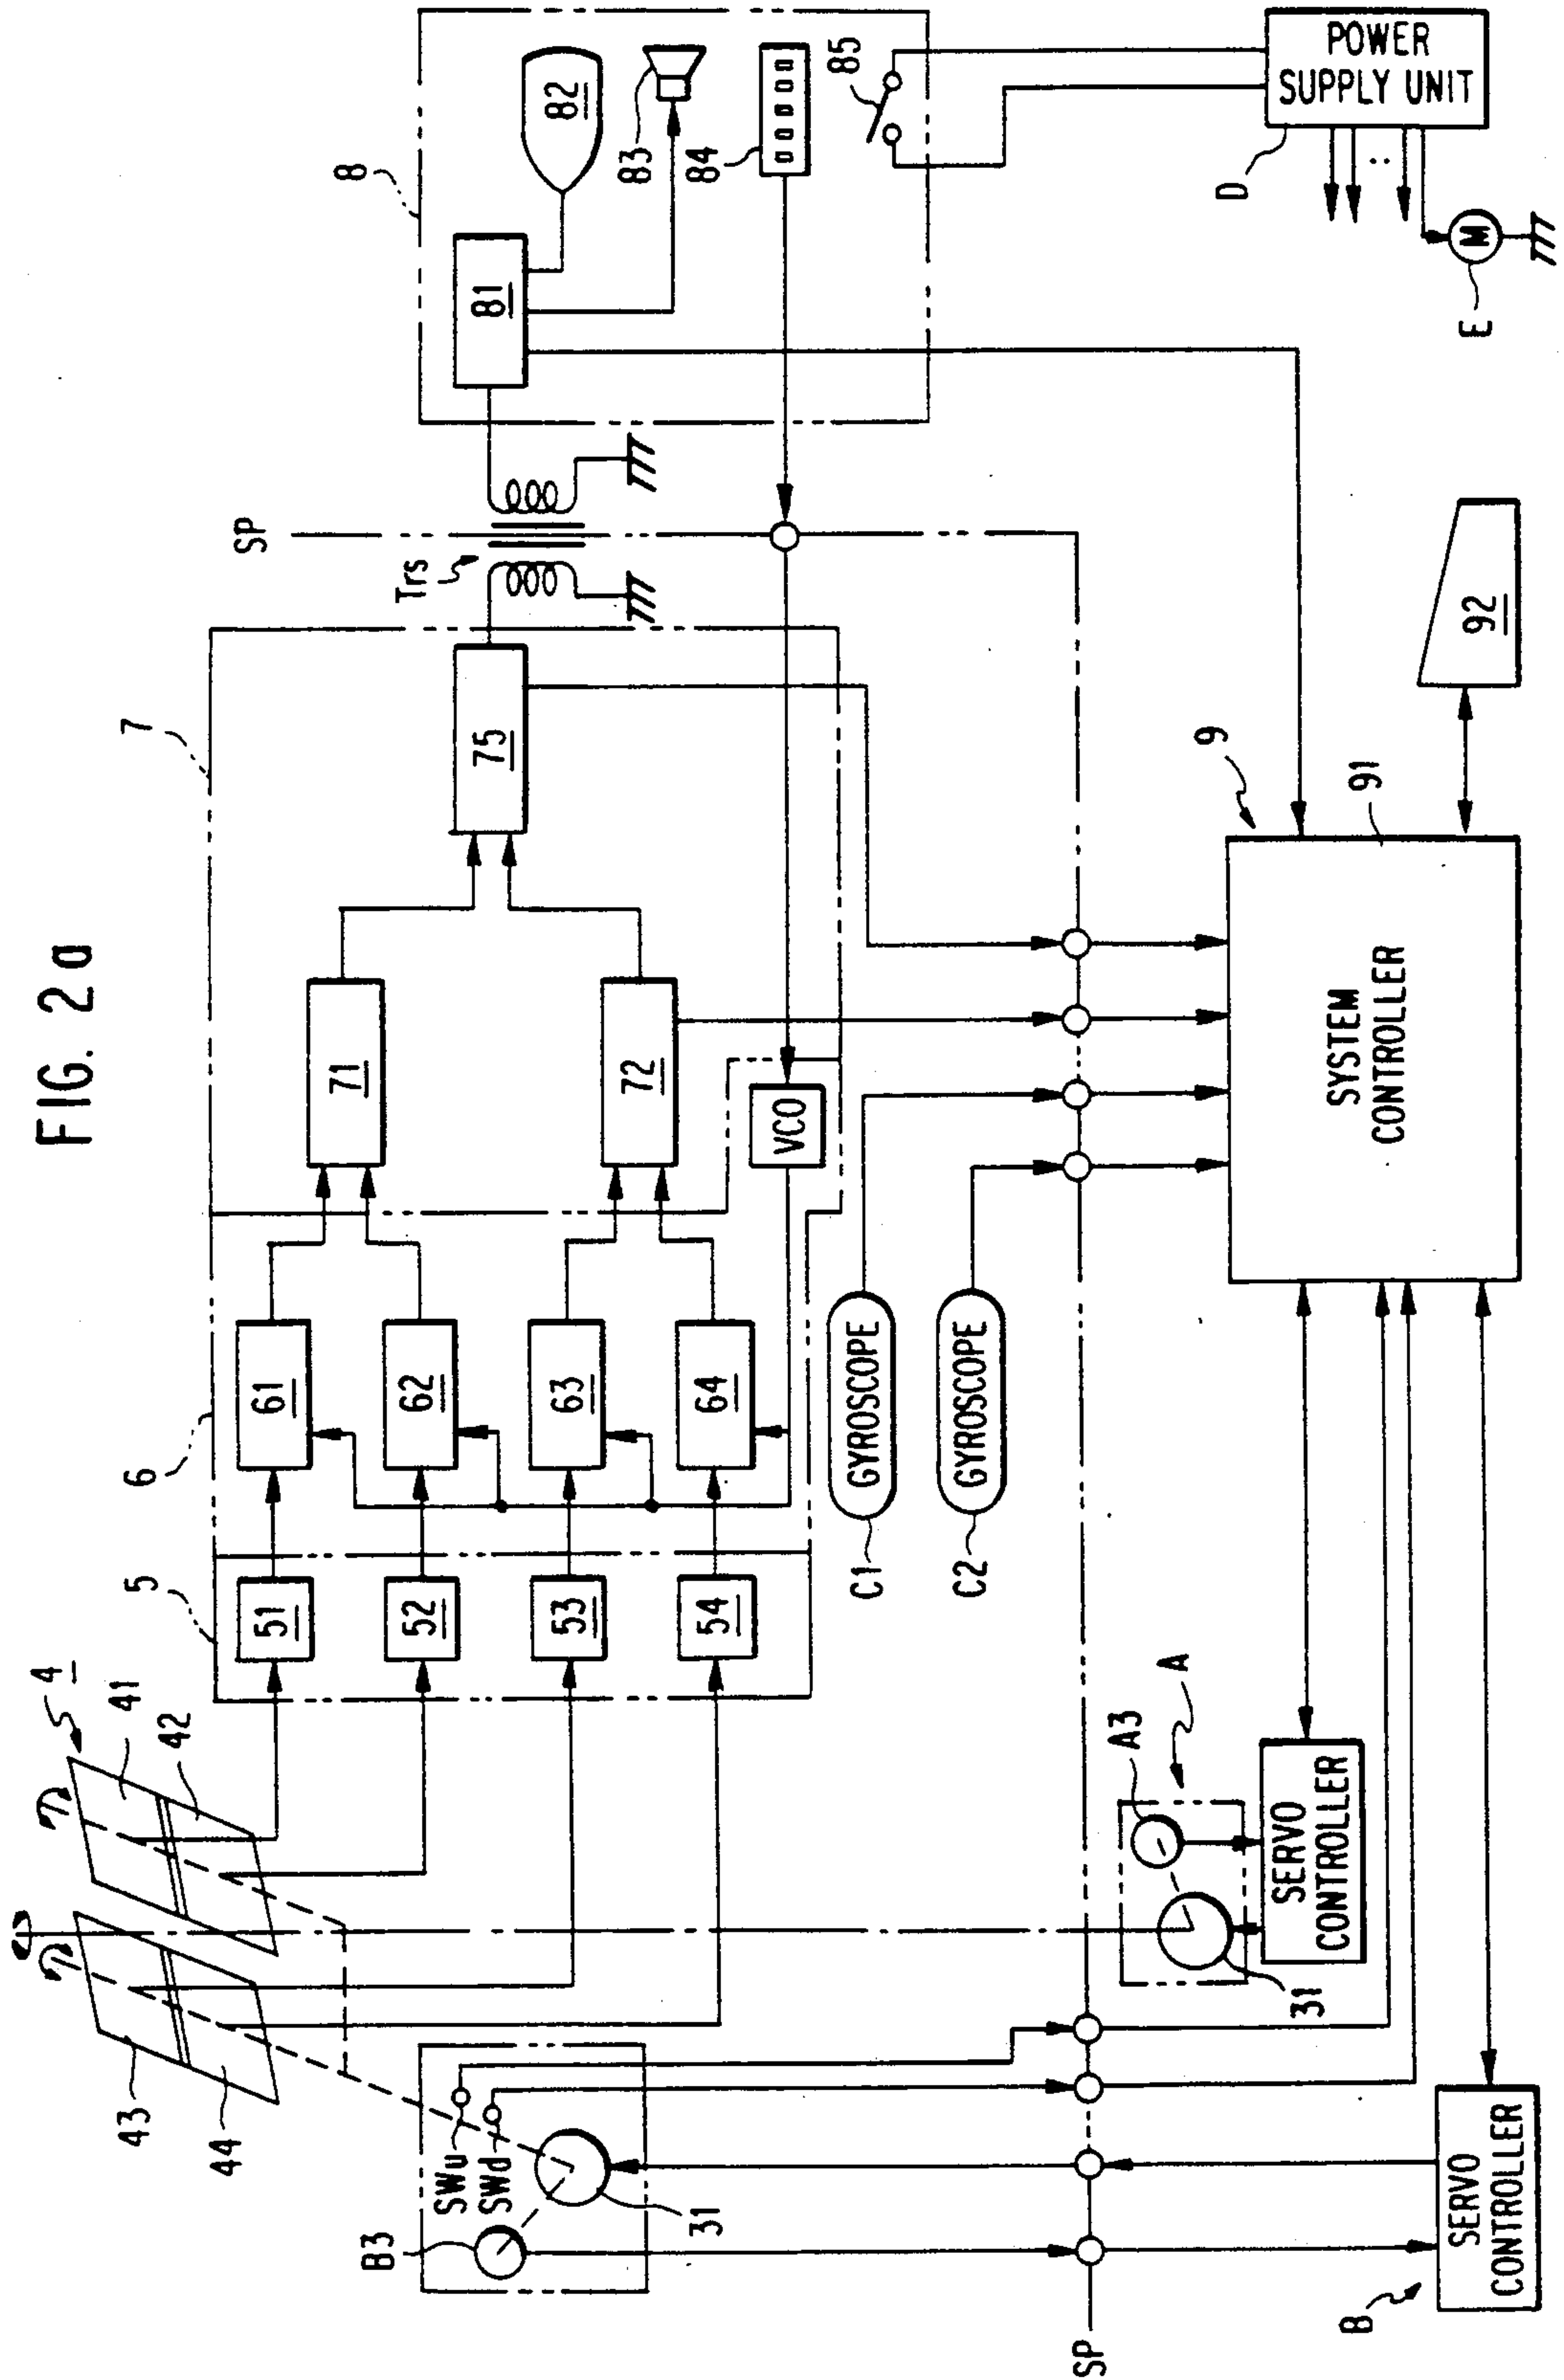 FIG. 2a
4
41
42
43
44
5
51
52
53
54
6
61
62
63
64
7
71
72
75
VCO
Trs
SP
8
81
82
83
84
85
GYROSCOPE
C1
GYROSCOPE
C2
POWER
SUPPLY UNIT
D
M
E
9
91
SYSTEM
CONTROLLER
92
A
A3
31
SERVO
CONTROLLER
SWu
SWd
B3
31
SP
B
SERVO
CONTROLLER